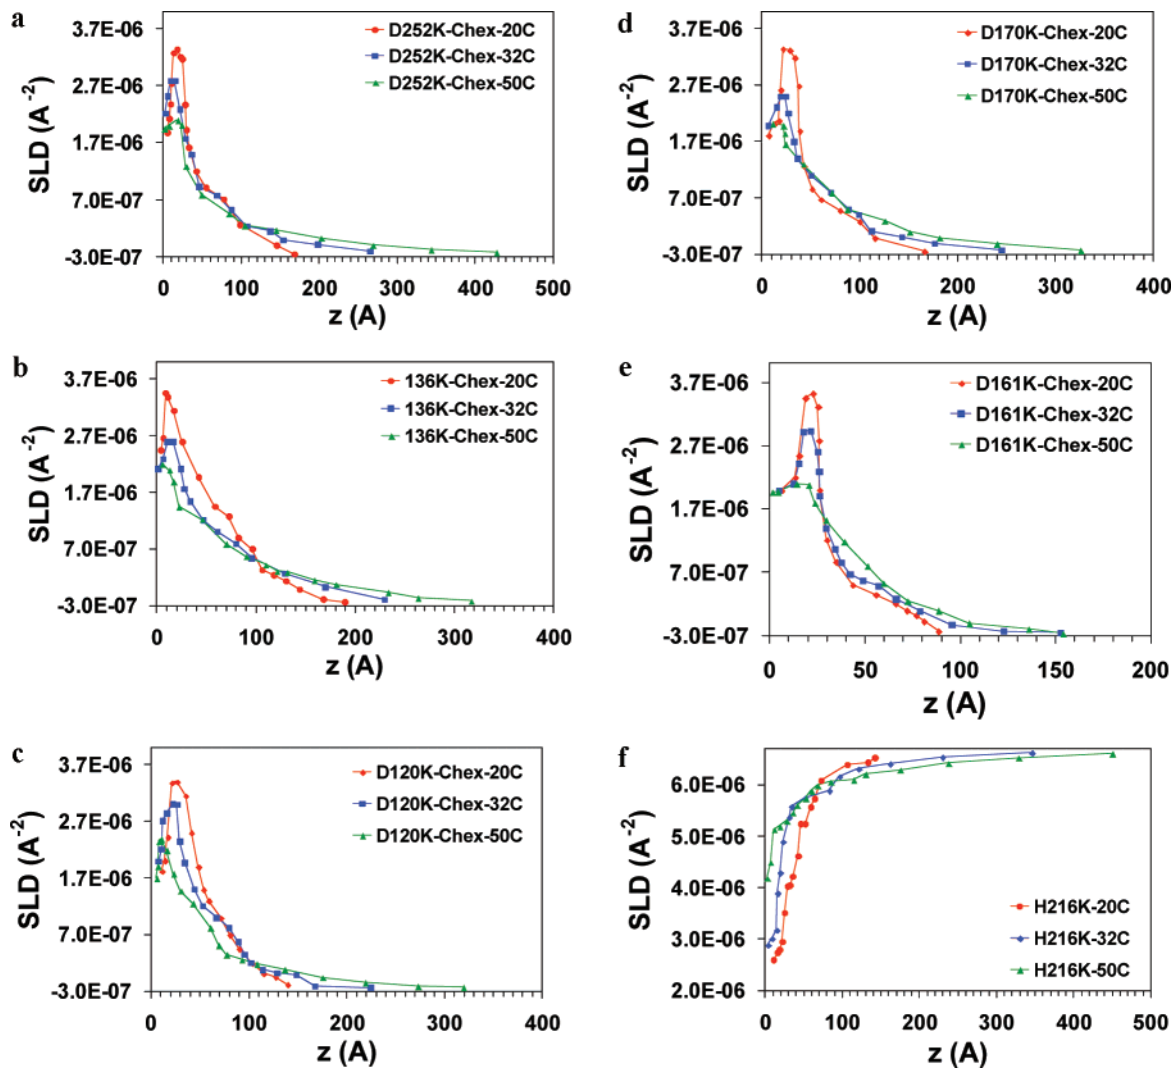 a
3.7E-06
2.7E-06
1.7E-06
7.0E-07
-3.0E-07
SLD (A⁻²)
D252K-Chex-20C
D252K-Chex-32C
D252K-Chex-50C
0 100 200 300 400 500
z (A)
b
3.7E-06
2.7E-06
1.7E-06
7.0E-07
-3.0E-07
SLD (A⁻²)
136K-Chex-20C
136K-Chex-32C
136K-Chex-50C
0 100 200 300 400
z (A)
c
3.7E-06
2.7E-06
1.7E-06
7.0E-07
-3.0E-07
SLD (A⁻²)
D120K-Chex-20C
D120K-Chex-32C
D120K-Chex-50C
0 100 200 300 400
z (A)
d
3.7E-06
2.7E-06
1.7E-06
7.0E-07
-3.0E-07
SLD (A⁻²)
D170K-Chex-20C
D170K-Chex-32C
D170K-Chex-50C
0 100 200 300 400
z (A)
e
3.7E-06
2.7E-06
1.7E-06
7.0E-07
-3.0E-07
SLD (A⁻²)
D161K-Chex-20C
D161K-Chex-32C
D161K-Chex-50C
0 50 100 150 200
z (A)
f
6.0E-06
5.0E-06
4.0E-06
3.0E-06
2.0E-06
SLD (A⁻²)
H216K-20C
H216K-32C
H216K-50C
0 100 200 300 400 500
z (A)